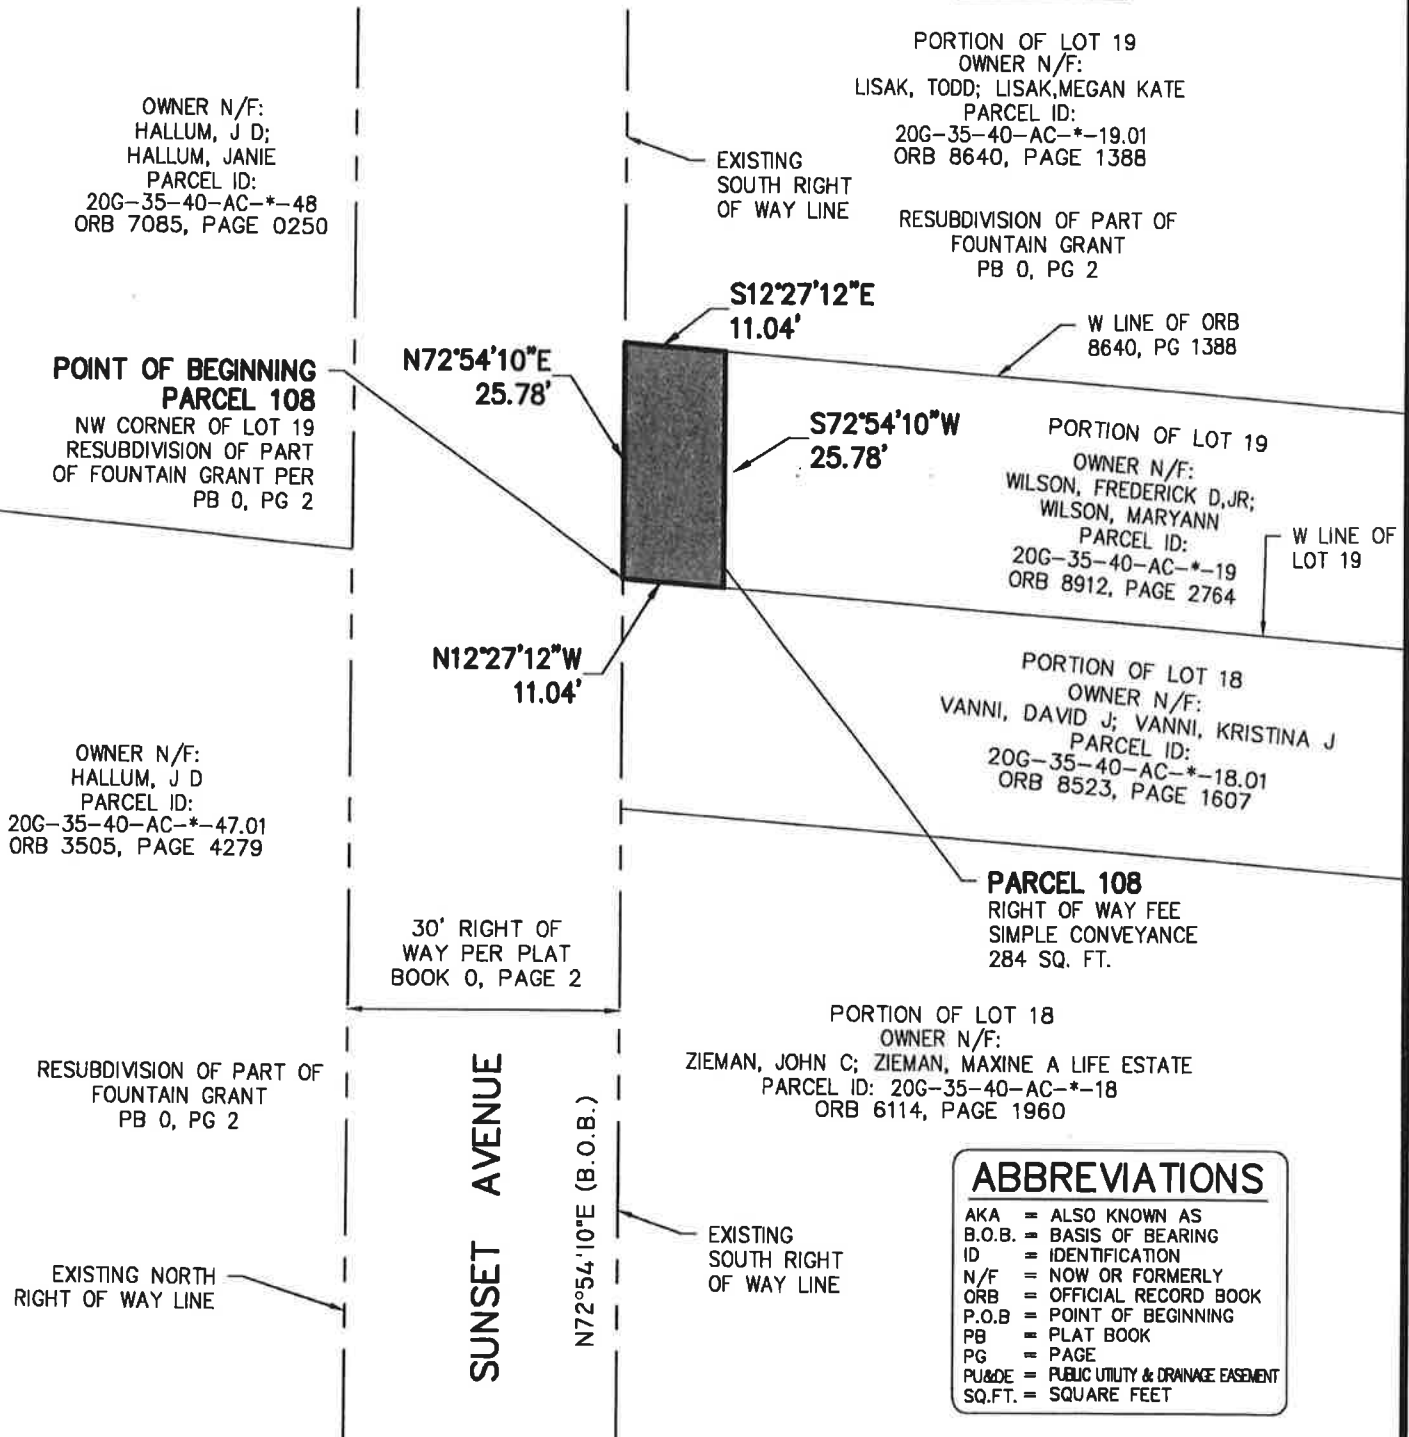 PORTION OF LOT 19
OWNER N/F:
LISAK, TODD; LISAK,MEGAN KATE
PARCEL ID:
20G-35-40-AC-*-19.01
ORB 8640, PAGE 1388
OWNER N/F:
HALLUM, J D;
HALLUM, JANIE
PARCEL ID:
20G-35-40-AC-*-48
ORB 7085, PAGE 0250
EXISTING
SOUTH RIGHT
OF WAY LINE
RESUBDIVISION OF PART OF
FOUNTAIN GRANT
PB 0, PG 2
S12°27'12"E
11.04'
W LINE OF ORB
8640, PG 1388
POINT OF BEGINNING
PARCEL 108
NW CORNER OF LOT 19
RESUBDIVISION OF PART
OF FOUNTAIN GRANT PER
PB 0, PG 2
N72°54'10"E
25.78'
S72°54'10"W
25.78'
PORTION OF LOT 19
OWNER N/F:
WILSON, FREDERICK D,JR;
WILSON, MARYANN
PARCEL ID:
20G-35-40-AC-*-19
ORB 8912, PAGE 2764
W LINE OF
LOT 19
N12°27'12"W
11.04'
PORTION OF LOT 18
OWNER N/F:
VANNI, DAVID J; VANNI, KRISTINA J
PARCEL ID:
20G-35-40-AC-*-18.01
ORB 8523, PAGE 1607
OWNER N/F:
HALLUM, J D
PARCEL ID:
20G-35-40-AC-*-47.01
ORB 3505, PAGE 4279
PARCEL 108
RIGHT OF WAY FEE
SIMPLE CONVEYANCE
284 SQ. FT.
30' RIGHT OF
WAY PER PLAT
BOOK 0, PAGE 2
PORTION OF LOT 18
OWNER N/F:
ZIEMAN, JOHN C; ZIEMAN, MAXINE A LIFE ESTATE
PARCEL ID: 20G-35-40-AC-*-18
ORB 6114, PAGE 1960
RESUBDIVISION OF PART OF
FOUNTAIN GRANT
PB 0, PG 2
SUNSET AVENUE
N72°54'10"E (B.O.B.)
EXISTING
SOUTH RIGHT
OF WAY LINE
EXISTING NORTH
RIGHT OF WAY LINE
ABBREVIATIONS
AKA = ALSO KNOWN AS
B.O.B. = BASIS OF BEARING
ID = IDENTIFICATION
N/F = NOW OR FORMERLY
ORB = OFFICIAL RECORD BOOK
P.O.B = POINT OF BEGINNING
PB = PLAT BOOK
PG = PAGE
PU&DE = PUBLIC UTILITY & DRAINAGE EASEMENT
SQ.FT. = SQUARE FEET